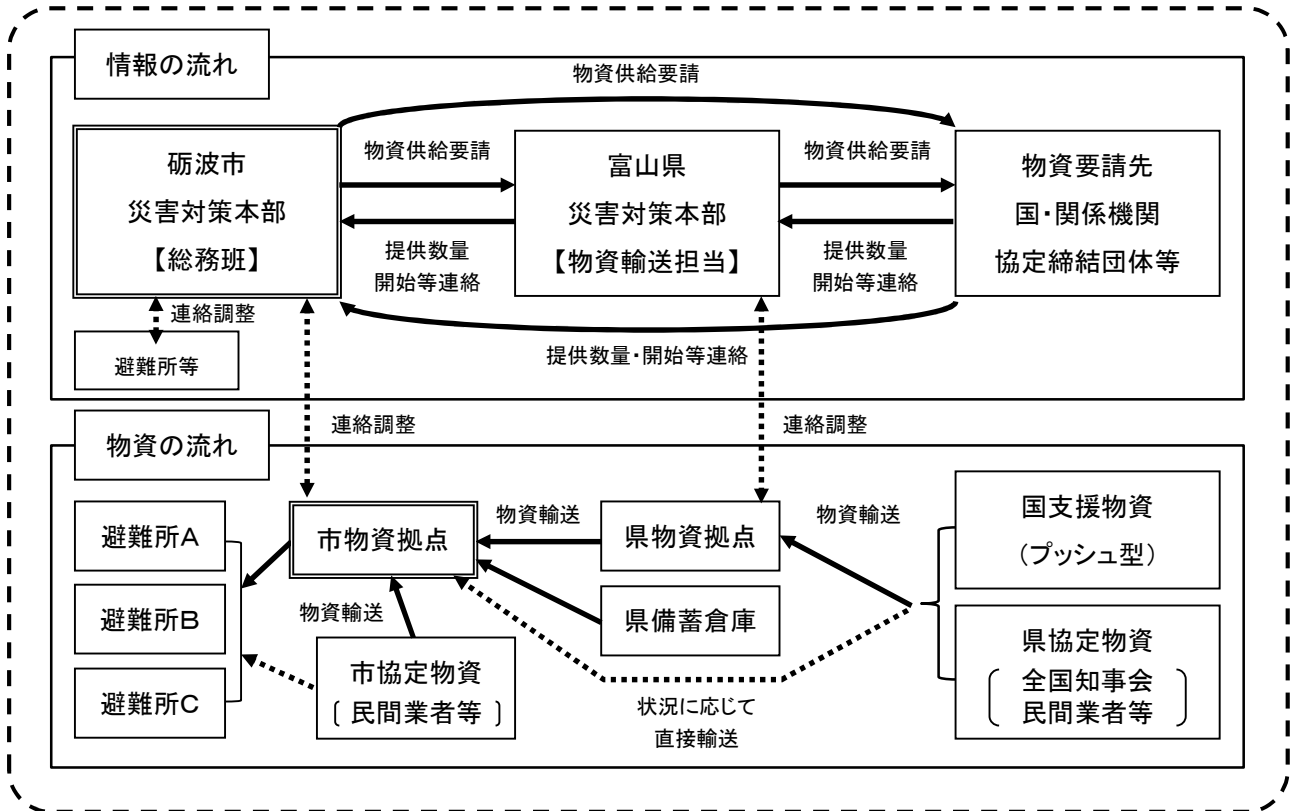 情報の流れ
物資供給要請
砺波市
災害対策本部
【総務班】
物資供給要請
提供数量
開始等連絡
富山県
災害対策本部
【物資輸送担当】
物資供給要請
提供数量
開始等連絡
物資要請先
国・関係機関
協定締結団体等
連絡調整
避難所等
提供数量・開始等連絡
連絡調整
連絡調整
物資の流れ
避難所A
避難所B
避難所C
市物資拠点
物資輸送
県物資拠点
物資輸送
県備蓄倉庫
物資輸送
市協定物資
〔 民間業者等 〕
状況に応じて
直接輸送
国支援物資
（プッシュ型）
県協定物資
全国知事会
民間業者等